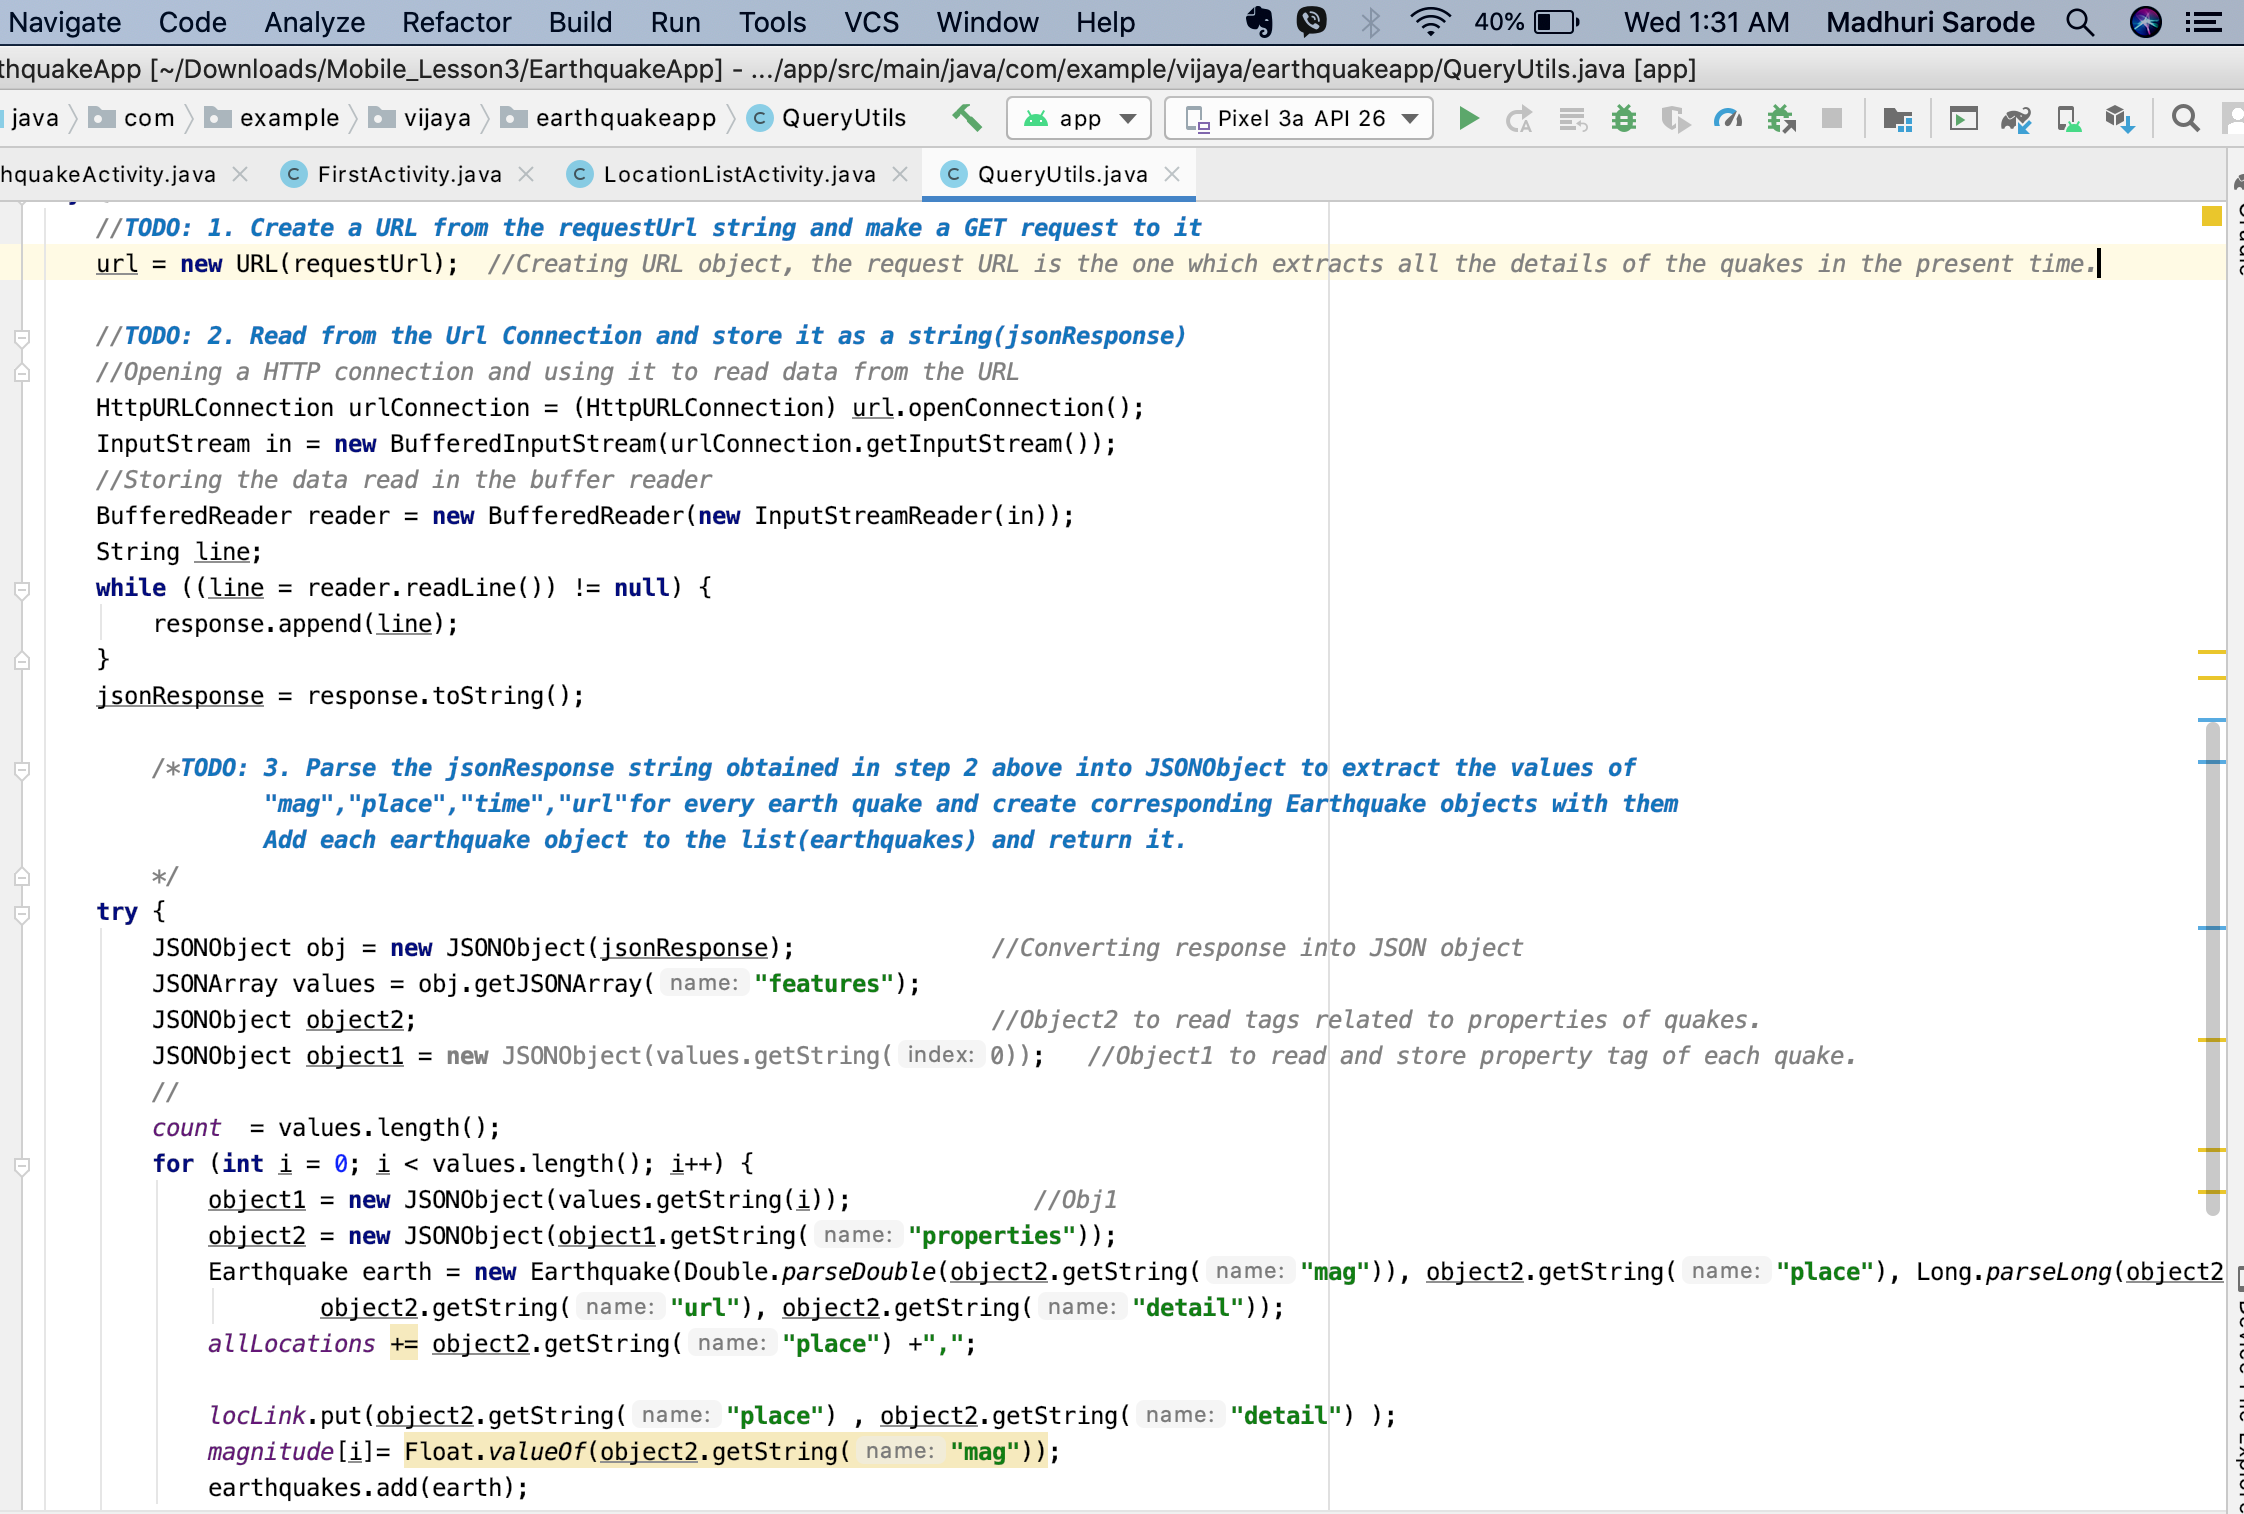 Navigate Code Analyze Refactor Build Run Tools VCS Window Help 40% Wed 1:31 AM Madhuri Sarode
thquakeApp [~/Downloads/Mobile_Lesson3/EarthquakeApp] - .../app/src/main/java/com/example/vijaya/earthquakeapp/QueryUtils.java [app]
java com example vijaya earthquakeapp C QueryUtils app Pixel 3a API 26
hquakeActivity.java C FirstActivity.java C LocationListActivity.java C QueryUtils.java
//TODO: 1. Create a URL from the requestUrl string and make a GET request to it
url = new URL(requestUrl);  //Creating URL object, the request URL is the one which extracts all the details of the quakes in the present time.
//TODO: 2. Read from the Url Connection and store it as a string(jsonResponse)
//Opening a HTTP connection and using it to read data from the URL
HttpURLConnection urlConnection = (HttpURLConnection) url.openConnection();
InputStream in = new BufferedInputStream(urlConnection.getInputStream());
//Storing the data read in the buffer reader
BufferedReader reader = new BufferedReader(new InputStreamReader(in));
String line;
while ((line = reader.readLine()) != null) {
response.append(line);
}
jsonResponse = response.toString();
/*TODO: 3. Parse the jsonResponse string obtained in step 2 above into JSONObject to extract the values of
"mag","place","time","url"for every earth quake and create corresponding Earthquake objects with them
Add each earthquake object to the list(earthquakes) and return it.
*/
try {
JSONObject obj = new JSONObject(jsonResponse); //Converting response into JSON object
JSONArray values = obj.getJSONArray( name: "features");
JSONObject object2; //Object2 to read tags related to properties of quakes.
JSONObject object1 = new JSONObject(values.getString( index: 0)); //Object1 to read and store property tag of each quake.
//
count  = values.length();
for (int i = 0; i < values.length(); i++) {
object1 = new JSONObject(values.getString(i)); //Obj1
object2 = new JSONObject(object1.getString( name: "properties"));
Earthquake earth = new Earthquake(Double.parseDouble(object2.getString( name: "mag")), object2.getString( name: "place"), Long.parseLong(object2
object2.getString( name: "url"), object2.getString( name: "detail"));
allLocations += object2.getString( name: "place") +",";
locLink.put(object2.getString( name: "place") , object2.getString( name: "detail") );
magnitude[i]= Float.valueOf(object2.getString( name: "mag"));
earthquakes.add(earth);